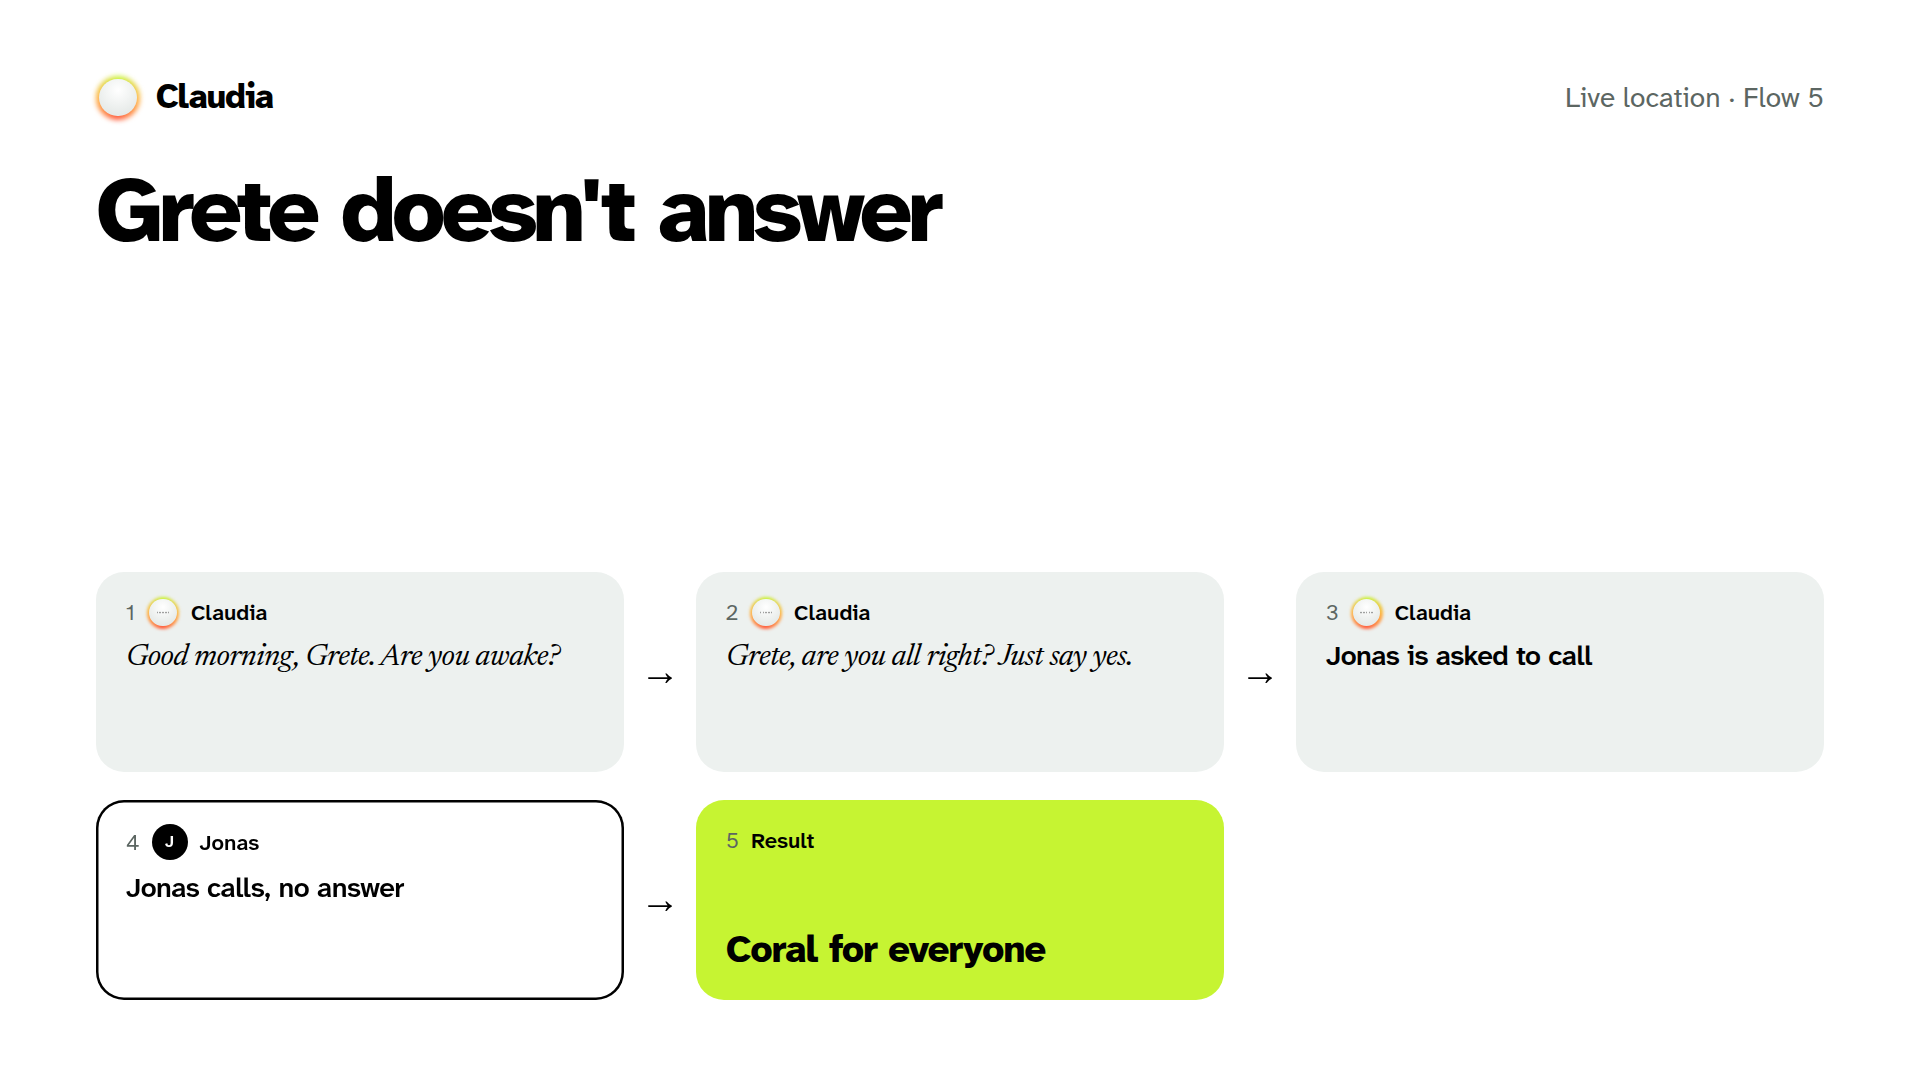 Claudia
Live location · Flow 5
Grete doesn't answer
1 Claudia
Good morning, Grete. Are you awake?
→
2 Claudia
Grete, are you all right? Just say yes.
→
3 Claudia
Jonas is asked to call
4 J Jonas
Jonas calls, no answer
→
5 Result
Coral for everyone